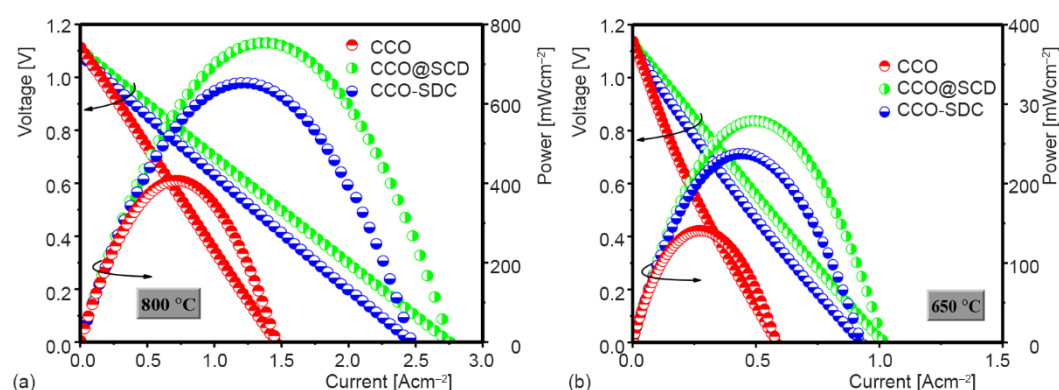 Voltage [V]
1.2
1.0
0.8
0.6
0.4
0.2
0.0
0.0
0.5
1.0
1.5
2.0
2.5
3.0
800
600
400
200
0
Power [mWcm⁻²]
CCO
CCO@SCD
CCO-SDC
800 °C
(a)
Current [Acm⁻²]
Voltage [V]
1.2
1.0
0.8
0.6
0.4
0.2
0.0
0.0
0.5
1.0
1.5
400
300
200
100
0
Power [mWcm⁻²]
CCO
CCO@SCD
CCO-SDC
650 °C
(b)
Current [Acm⁻²]